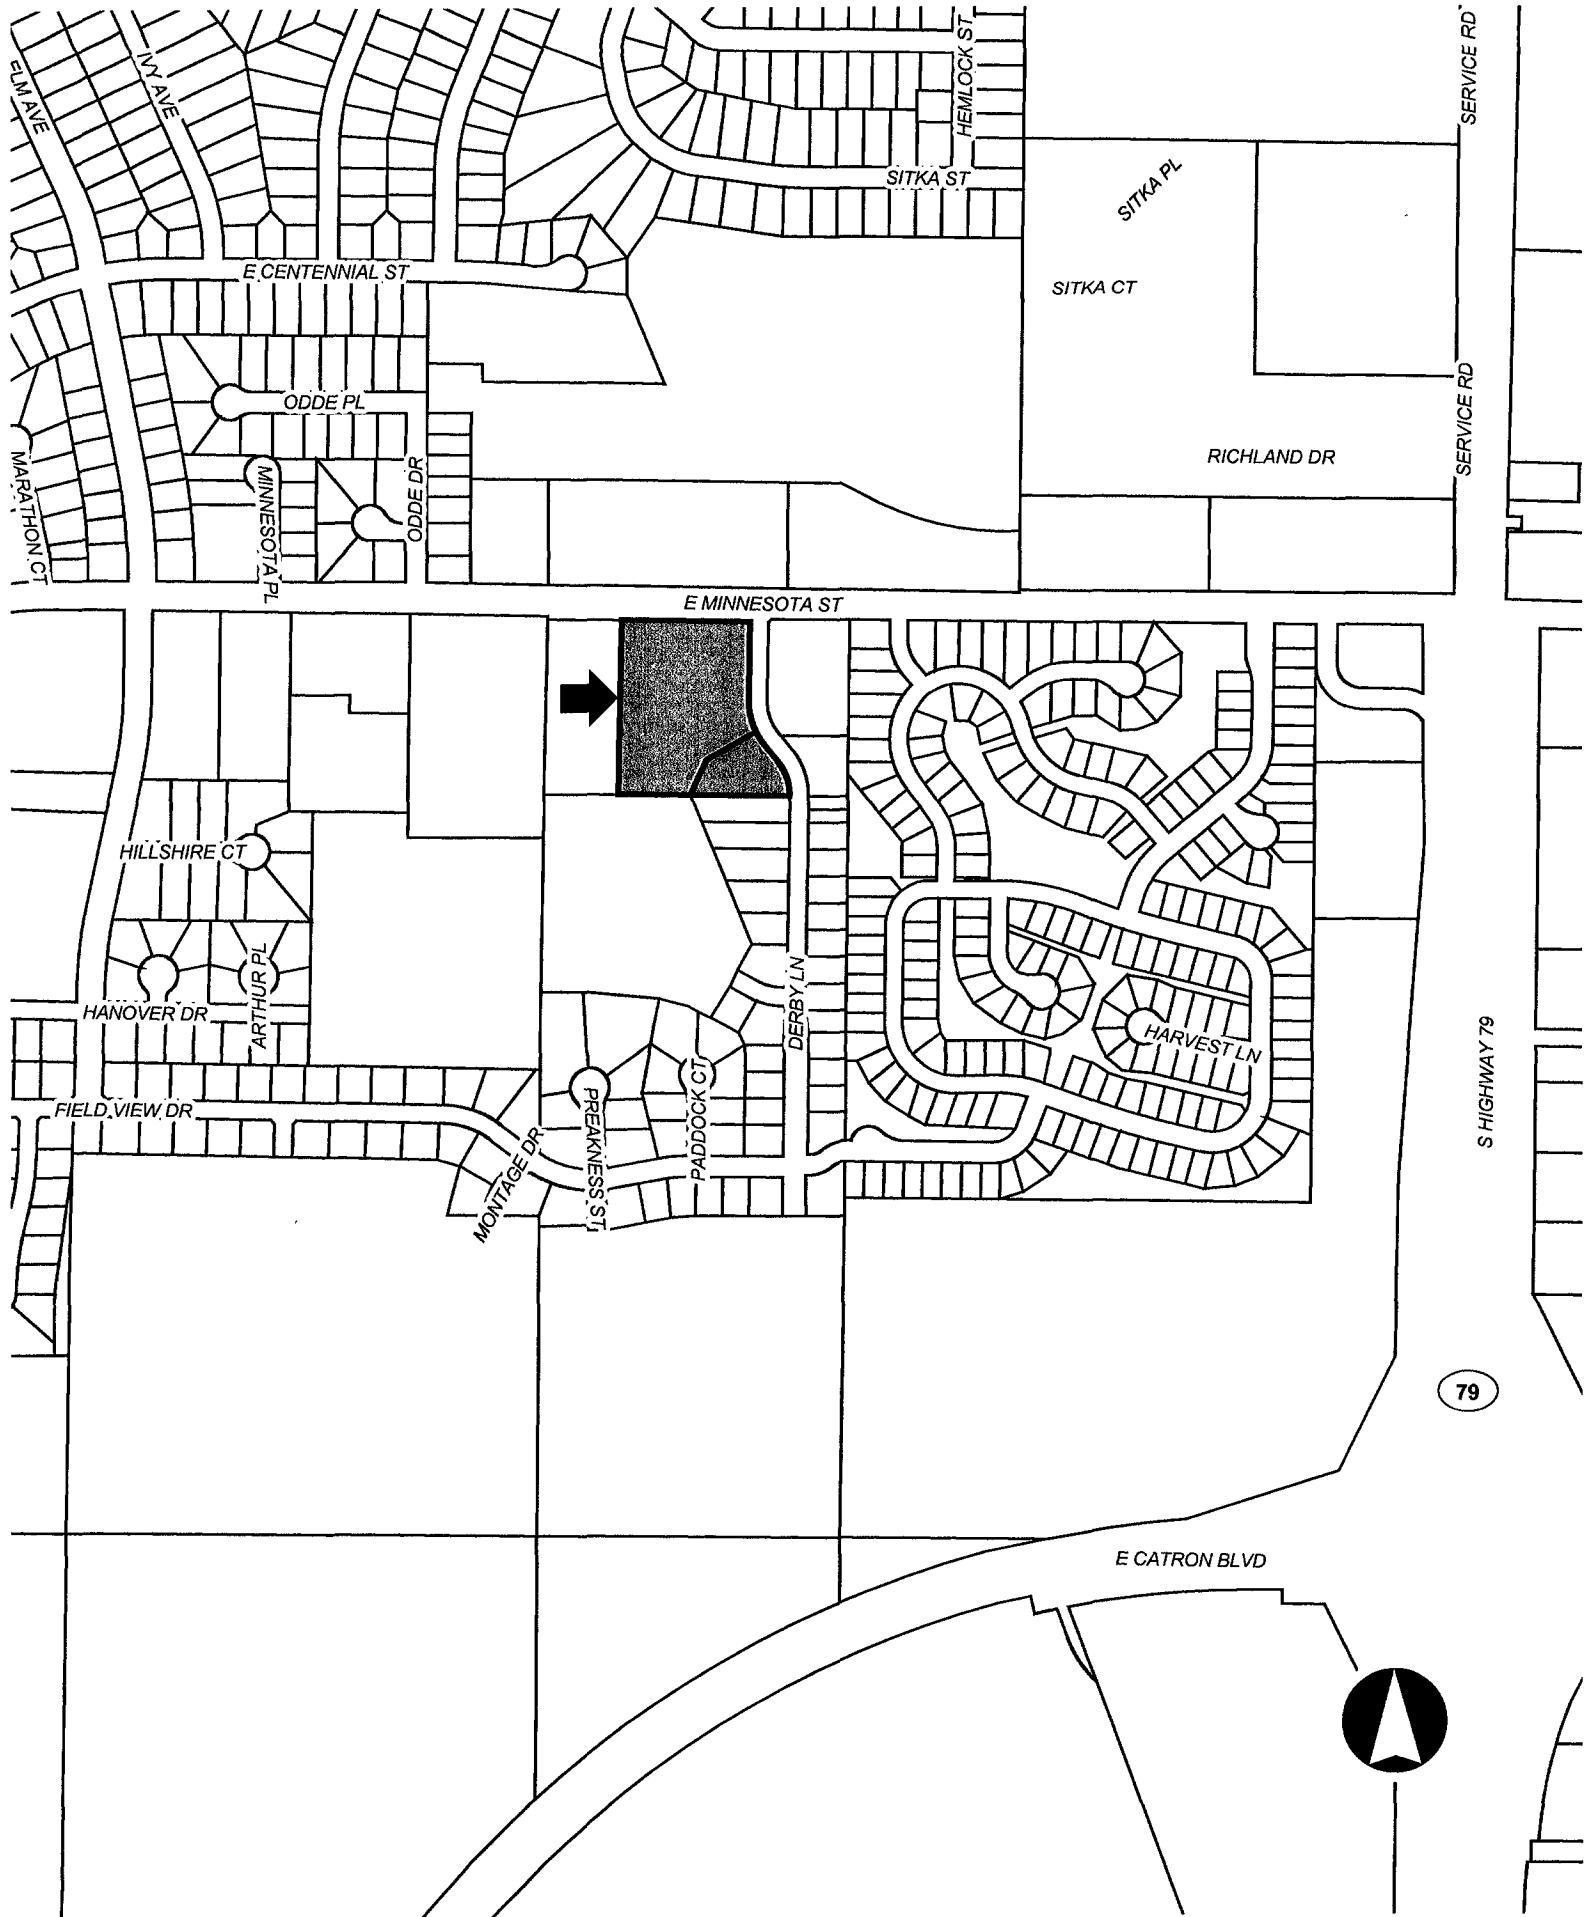 ELM AVE
IVY AVE
HEMLOCK ST
SERVICE RD
SITKA ST
SITKA PL
E CENTENNIAL ST
SITKA CT
ODDE PL
SERVICE RD
MARATHON CT
MINNESOTA PL
ODDE DR
RICHLAND DR
E MINNESOTA ST
HILLSHIRE CT
ARTHUR PL
DERBY LN
HANOVER DR
HARVEST LN
S HIGHWAY 79
FIELD VIEW DR
MONTAGE DR
PREAKNESS ST
PADDOCK CT
79
E CATRON BLVD